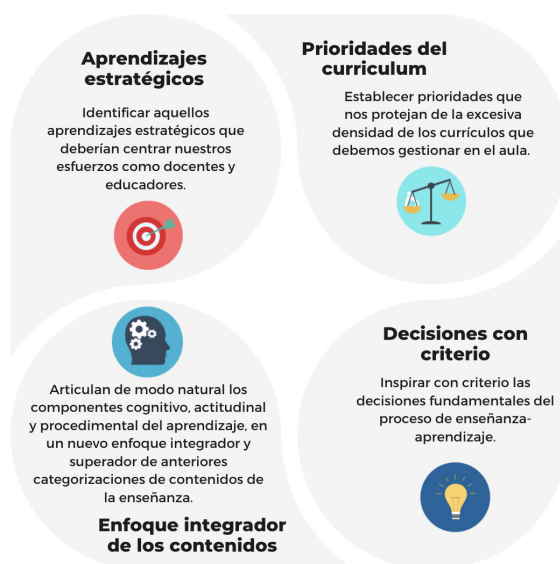 Aprendizajes
estratégicos
Identificar aquellos
aprendizajes estratégicos que
deberían centrar nuestros
esfuerzos como docentes y
educadores.
Prioridades del
curriculum
Establecer prioridades que
nos protejan de la excesiva
densidad de los currículos que
debemos gestionar en el aula.
Articulan de modo natural los
componentes cognitivo, actitudinal
y procedimental del aprendizaje, en
un nuevo enfoque integrador y
superador de anteriores
categorizaciones de contenidos de
la enseñanza.
Enfoque integrador
de los contenidos
Decisiones con
criterio
Inspirar con criterio las
decisiones fundamentales del
proceso de enseñanza-
aprendizaje.